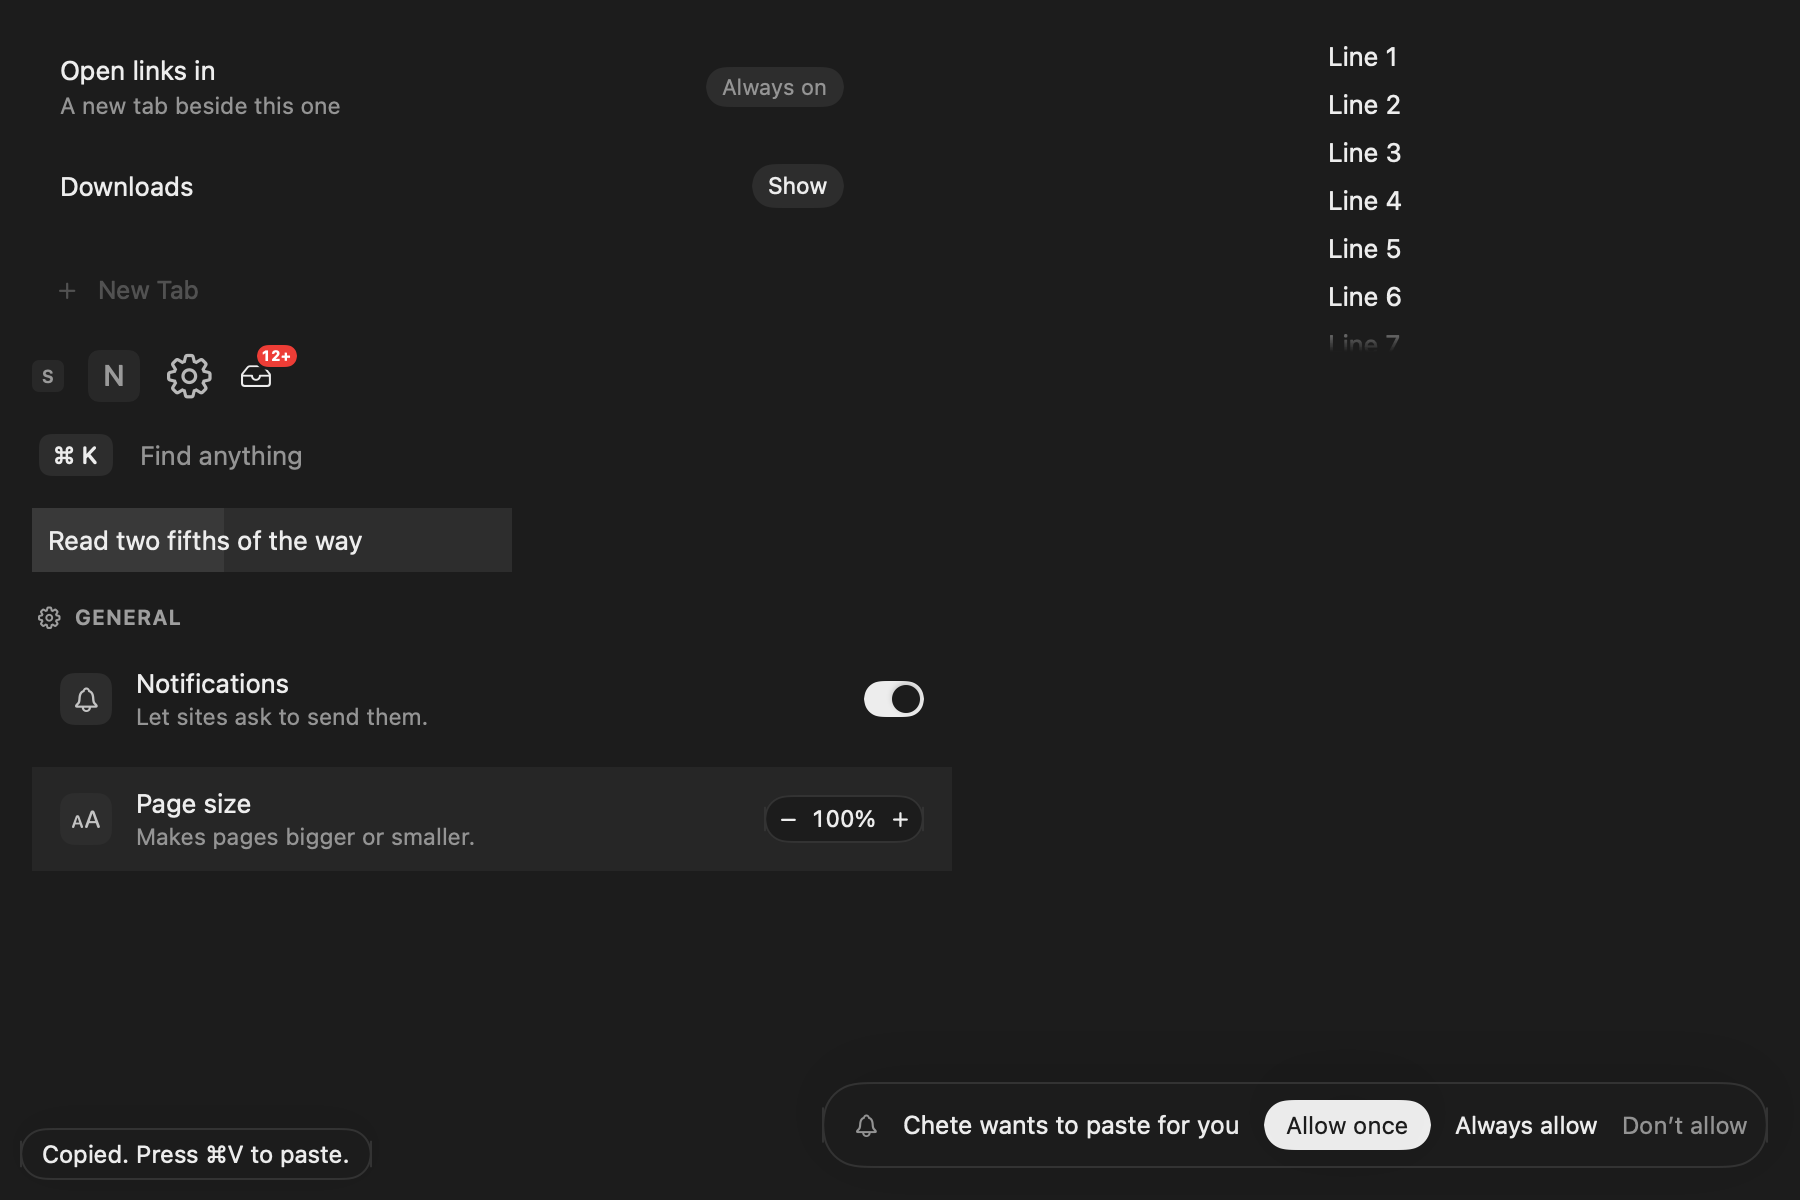 Open links in
A new tab beside this one
Always on
Downloads
Show
+ New Tab
S
N
12+
⌘ K
Find anything
Read two fifths of the way
GENERAL
Notifications
Let sites ask to send them.
AA
Page size
Makes pages bigger or smaller.
− 100% +
Line 1
Line 2
Line 3
Line 4
Line 5
Line 6
Line 7
Copied. Press ⌘V to paste.
Chete wants to paste for you
Allow once
Always allow
Don’t allow